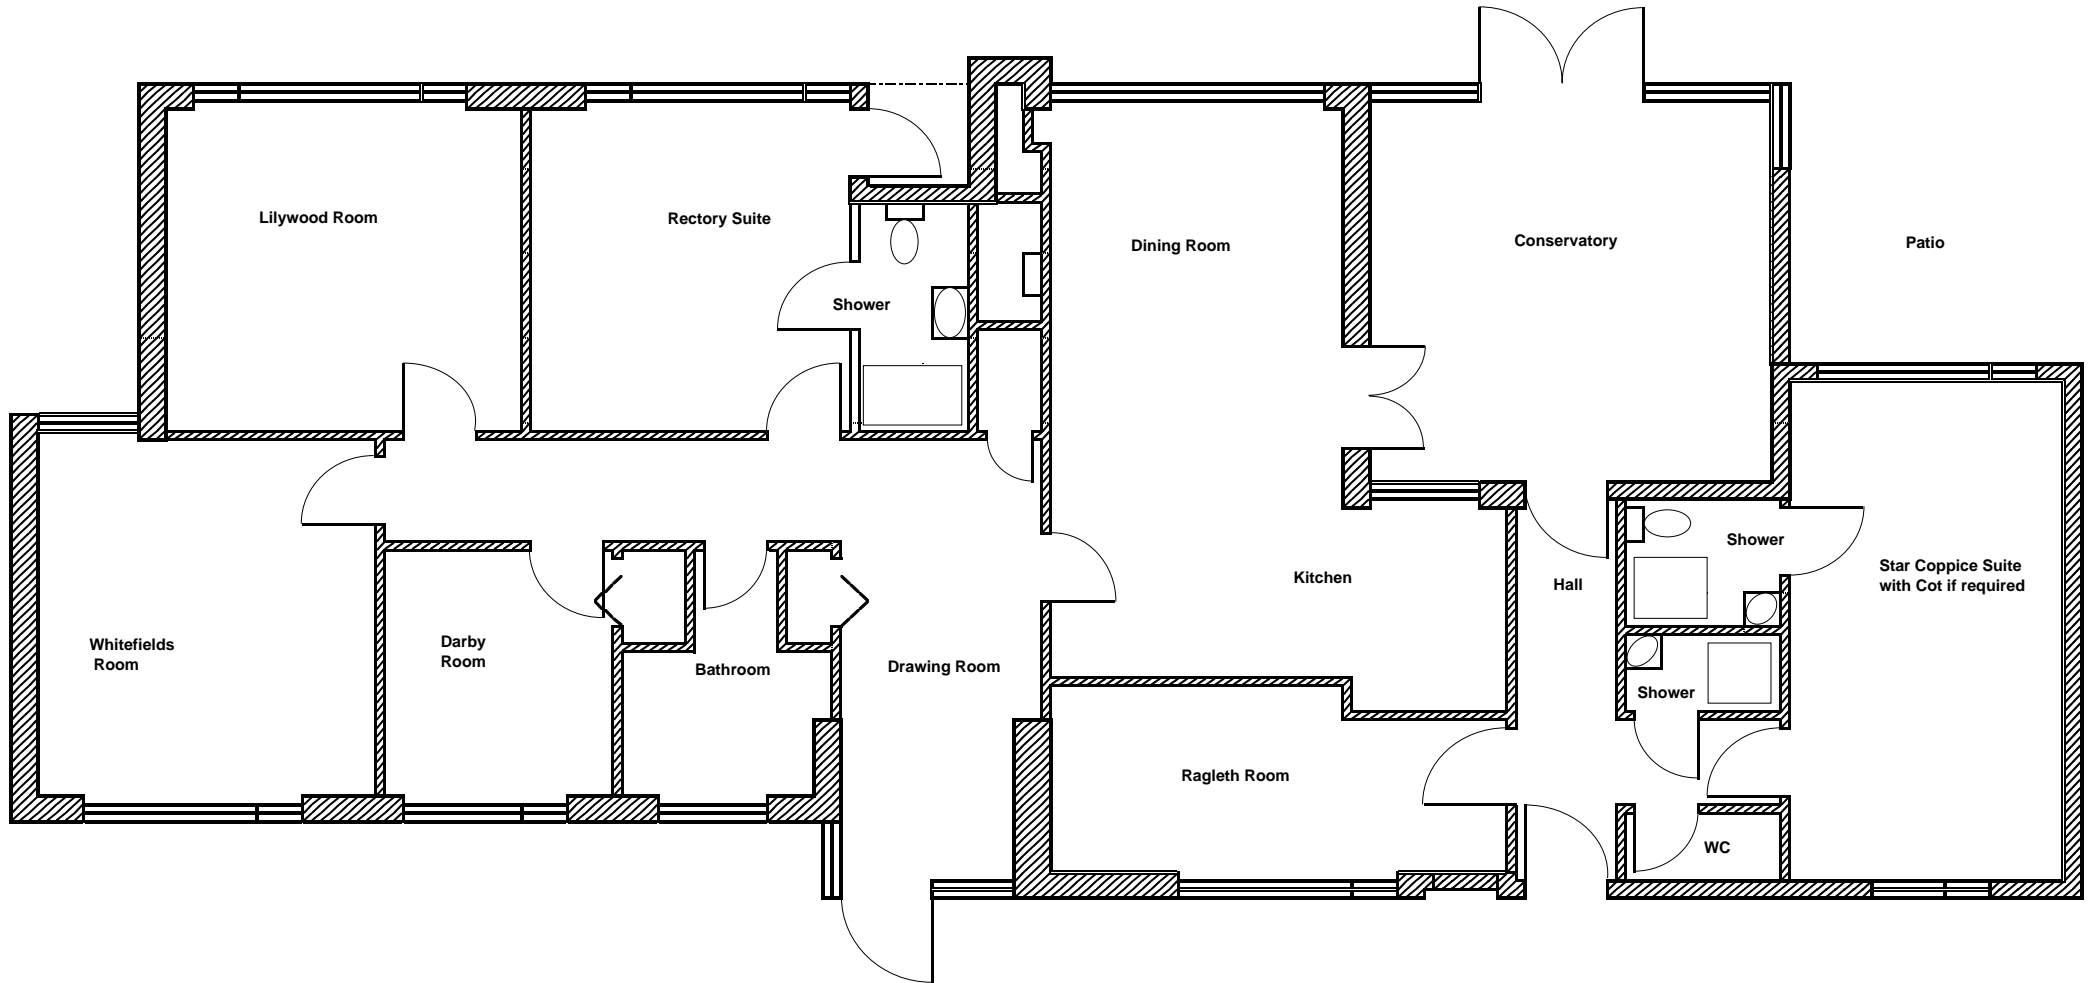 Lilywood Room
Rectory Suite
Dining Room
Conservatory
Patio
Shower
Shower
Kitchen
Hall
Star Coppice Suite
with Cot if required
Whitefields
Room
Darby
Room
Bathroom
Drawing Room
Shower
Ragleth Room
WC